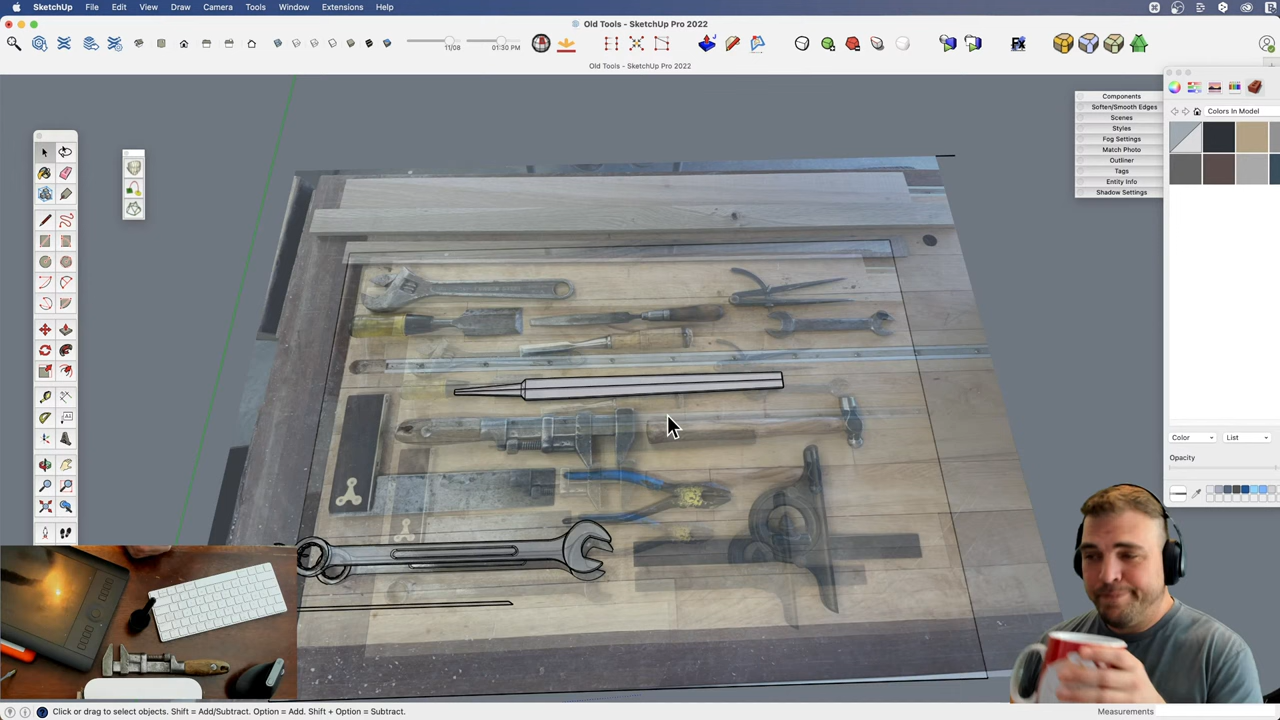 SketchUp File Edit View Draw Camera Tools Window Extensions Help
Old Tools - SketchUp Pro 2022
11/08 01:30 PM
Old Tools - SketchUp Pro 2022
Components
Soften/Smooth Edges
Scenes
Styles
Fog Settings
Match Photo
Outliner
Tags
Entity Info
Shadow Settings
Colors In Model
Color List
Opacity
Click or drag to select objects. Shift = Add/Subtract. Option = Add. Shift + Option = Subtract.
Measurements